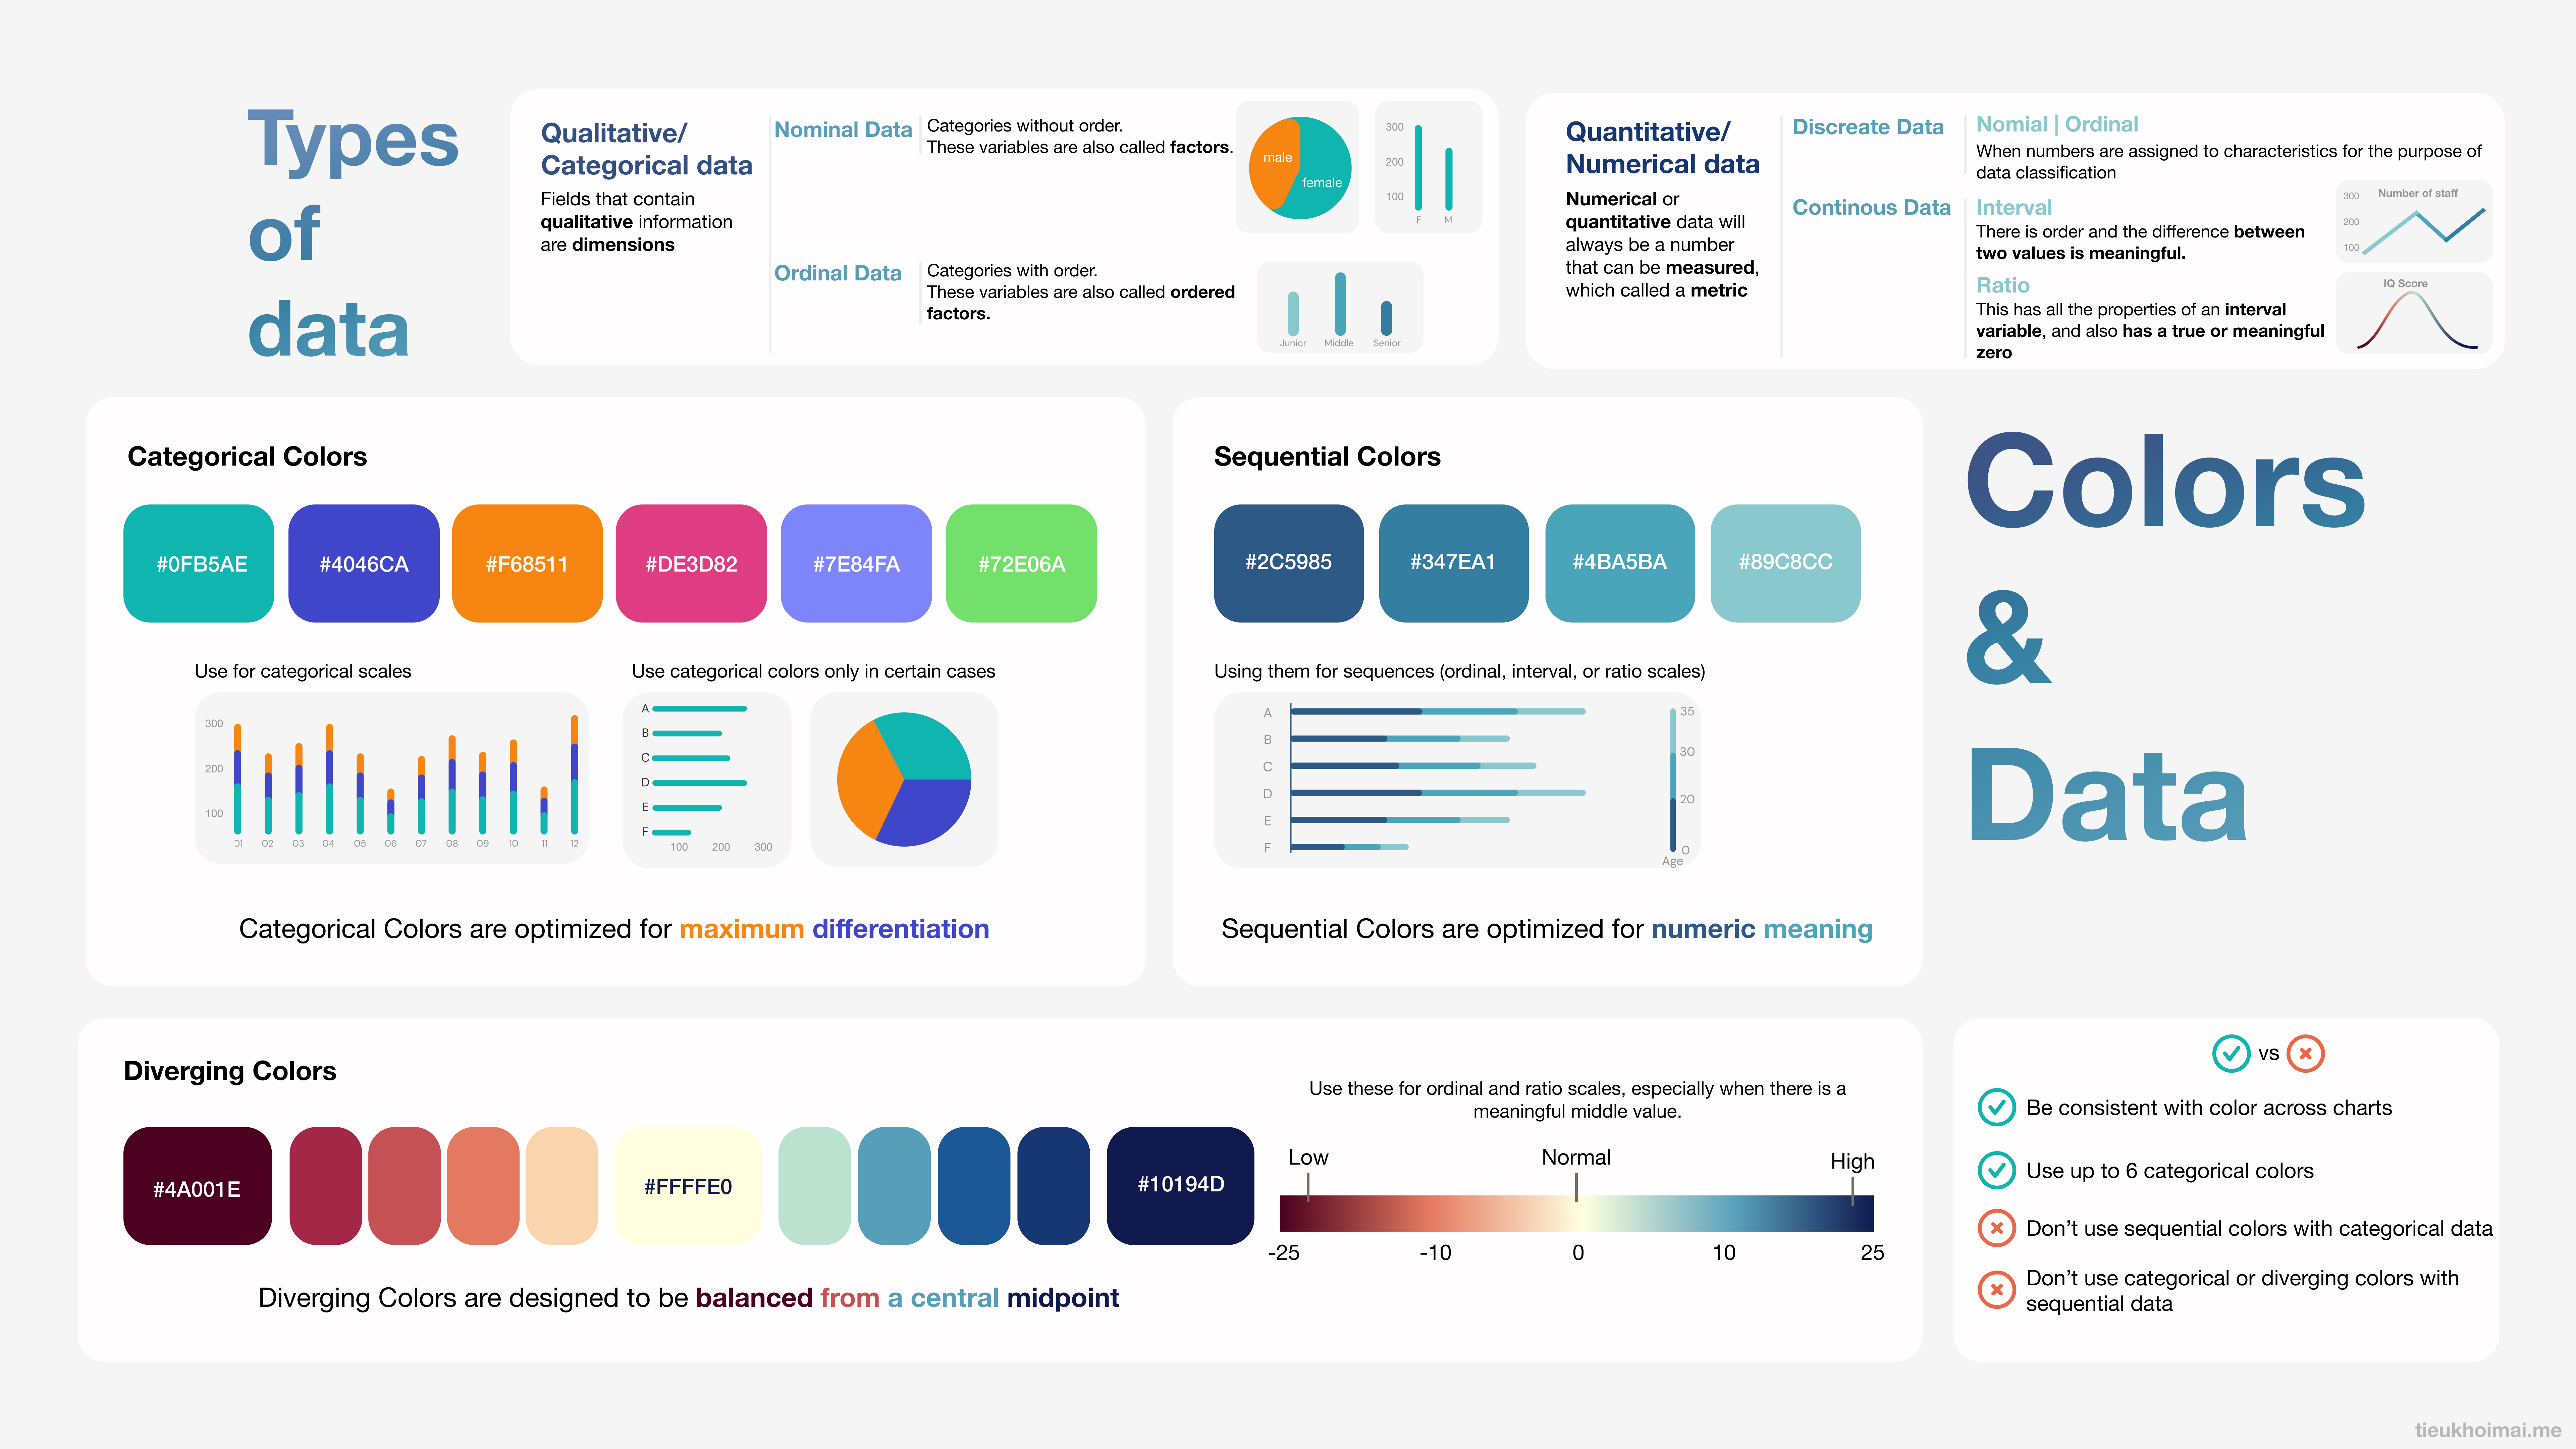 Types
of
data
Qualitative/
Categorical data
Fields that contain
qualitative information
are dimensions
Nominal Data
Categories without order.
These variables are also called factors.
male
female
300
200
100
F M
Ordinal Data
Categories with order.
These variables are also called ordered
factors.
Junior Middle Senior
Quantitative/
Numerical data
Numerical or
quantitative data will
always be a number
that can be measured,
which called a metric
Discreate Data
Nomial | Ordinal
When numbers are assigned to characteristics for the purpose of
data classification
Continous Data
Interval
There is order and the difference between
two values is meaningful.
Number of staff
300
200
100
Ratio
This has all the properties of an interval
variable, and also has a true or meaningful
zero
IQ Score
Colors
&
Data
Categorical Colors
#0FB5AE #4046CA #F68511 #DE3D82 #7E84FA #72E06A
Use for categorical scales
300
200
100
01 02 03 04 05 06 07 08 09 10 11 12
Use categorical colors only in certain cases
A
B
C
D
E
F
100 200 300
Categorical Colors are optimized for maximum differentiation
Sequential Colors
#2C5985 #347EA1 #4BA5BA #89C8CC
Using them for sequences (ordinal, interval, or ratio scales)
A
B
C
D
E
F
35
30
20
0
Age
Sequential Colors are optimized for numeric meaning
Diverging Colors
#4A001E #FFFFE0 #10194D
Diverging Colors are designed to be balanced from a central midpoint
Use these for ordinal and ratio scales, especially when there is a
meaningful middle value.
Low Normal High
-25 -10 0 10 25
vs
Be consistent with color across charts
Use up to 6 categorical colors
Don’t use sequential colors with categorical data
Don’t use categorical or diverging colors with
sequential data
tieukhoimai.me